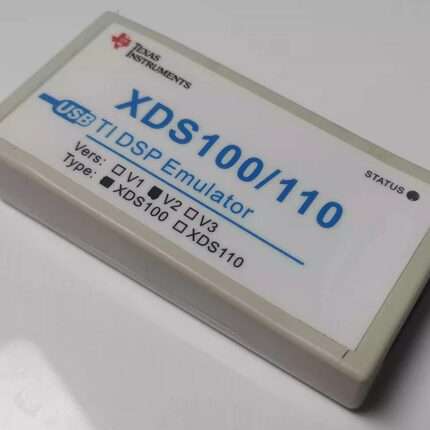 TEXAS
INSTRUMENTS
XDS100/110
USB TI DSP Emulator
STATUS
Vers: □V1 ■V2 □V3
Type: ■XDS100 □XDS110